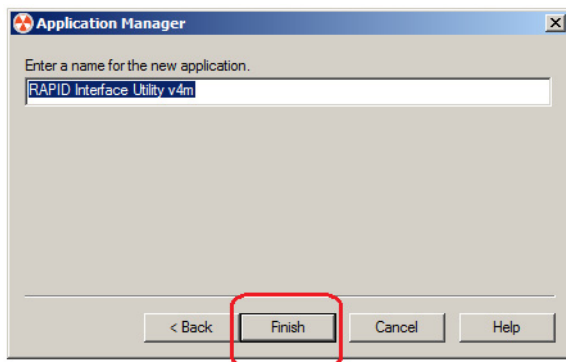 Application Manager
Enter a name for the new application.
RAPID Interface Utility v4m
< Back Finish Cancel Help